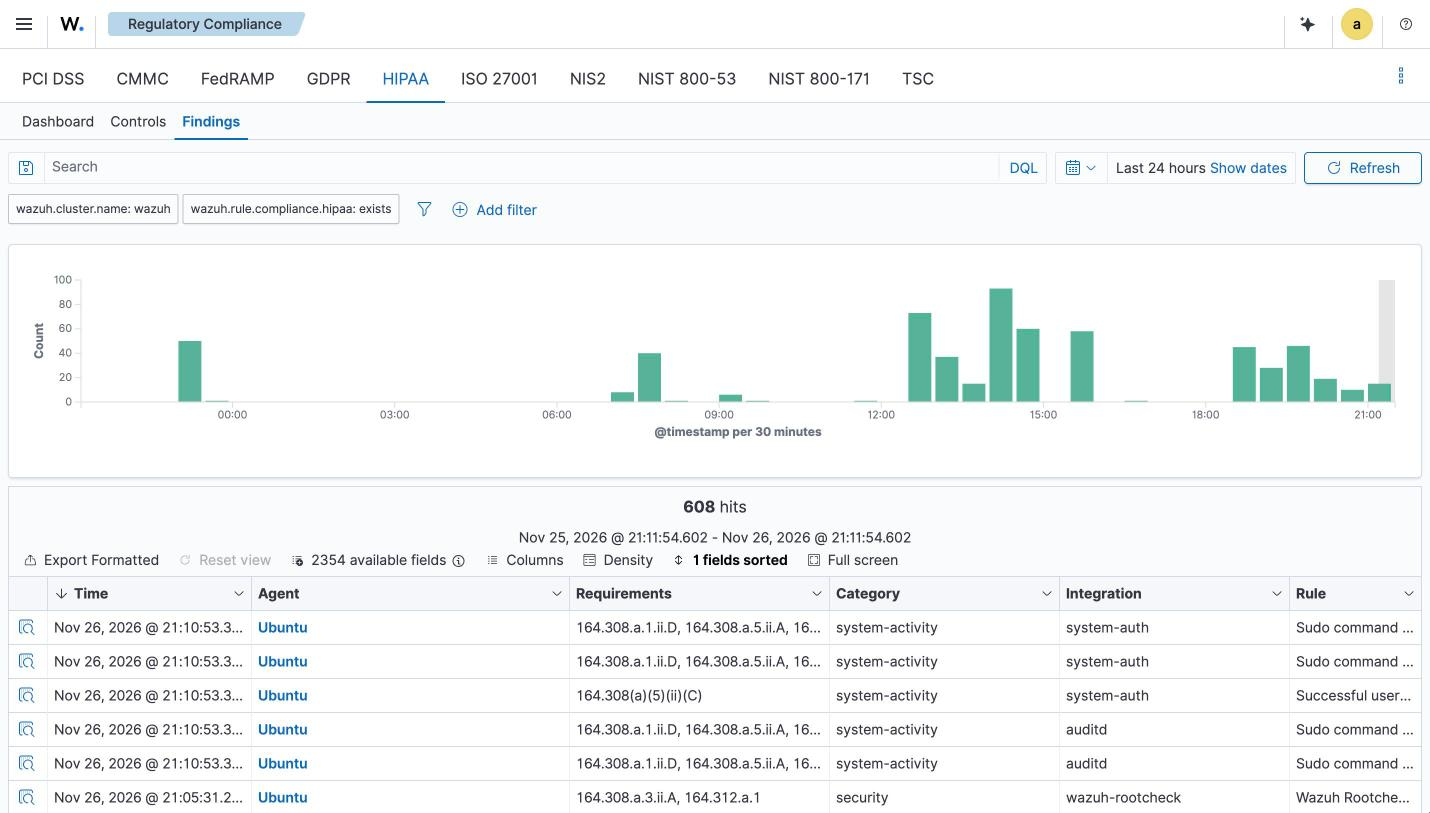 W. Regulatory Compliance a
PCI DSS CMMC FedRAMP GDPR HIPAA ISO 27001 NIS2 NIST 800-53 NIST 800-171 TSC
Dashboard Controls Findings
Search DQL Last 24 hours Show dates Refresh
wazuh.cluster.name: wazuh wazuh.rule.compliance.hipaa: exists Add filter
100
80
60
40
20
0
Count
00:00 03:00 06:00 09:00 12:00 15:00 18:00 21:00
@timestamp per 30 minutes
608 hits
Nov 25, 2026 @ 21:11:54.602 - Nov 26, 2026 @ 21:11:54.602
Export Formatted Reset view 2354 available fields Columns Density 1 fields sorted Full screen
Time Agent Requirements Category Integration Rule
Nov 26, 2026 @ 21:10:53.3... Ubuntu 164.308.a.1.ii.D, 164.308.a.5.ii.A, 16... system-activity system-auth Sudo command ...
Nov 26, 2026 @ 21:10:53.3... Ubuntu 164.308.a.1.ii.D, 164.308.a.5.ii.A, 16... system-activity system-auth Sudo command ...
Nov 26, 2026 @ 21:10:53.3... Ubuntu 164.308(a)(5)(ii)(C) system-activity system-auth Successful user...
Nov 26, 2026 @ 21:10:53.3... Ubuntu 164.308.a.1.ii.D, 164.308.a.5.ii.A, 16... system-activity auditd Sudo command ...
Nov 26, 2026 @ 21:10:53.3... Ubuntu 164.308.a.1.ii.D, 164.308.a.5.ii.A, 16... system-activity auditd Sudo command ...
Nov 26, 2026 @ 21:05:31.2... Ubuntu 164.308.a.3.ii.A, 164.312.a.1 security wazuh-rootcheck Wazuh Rootche...